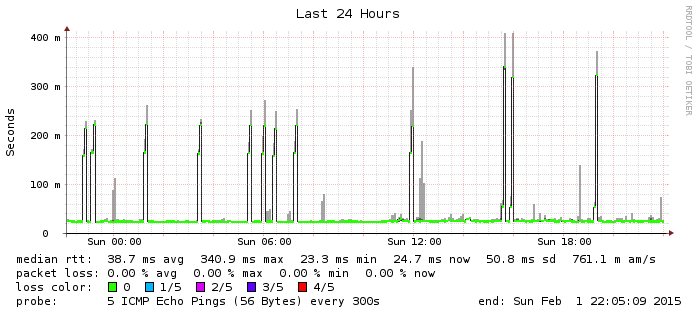 Last 24 Hours
RRDTOOL / TOBI OETIKER
Seconds
400 m
300 m
200 m
100 m
0
Sun 00:00 Sun 06:00 Sun 12:00 Sun 18:00
median rtt: 38.7 ms avg 340.9 ms max 23.3 ms min 24.7 ms now 50.8 ms sd 761.1 m am/s
packet loss: 0.00 % avg 0.00 % max 0.00 % min 0.00 % now
loss color: 0 1/5 2/5 3/5 4/5
probe: 5 ICMP Echo Pings (56 Bytes) every 300s end: Sun Feb 1 22:05:09 2015